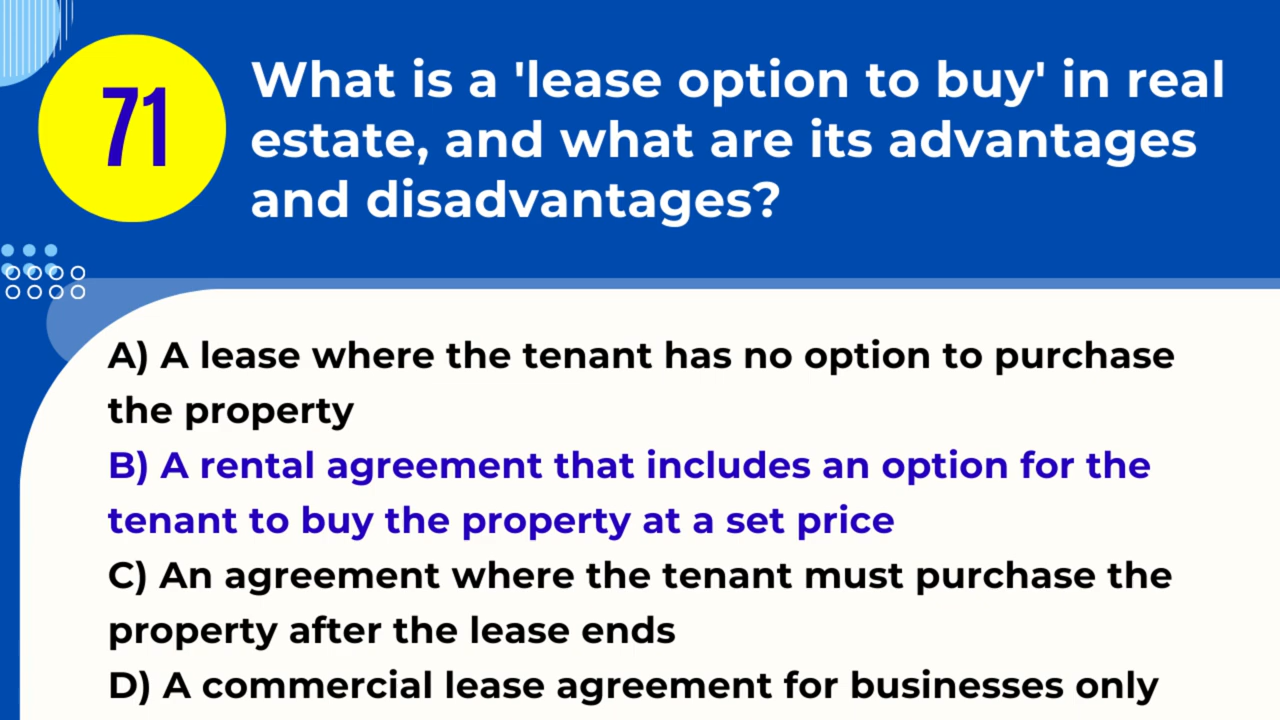 71
What is a 'lease option to buy' in real
estate, and what are its advantages
and disadvantages?
A) A lease where the tenant has no option to purchase
the property
B) A rental agreement that includes an option for the
tenant to buy the property at a set price
C) An agreement where the tenant must purchase the
property after the lease ends
D) A commercial lease agreement for businesses only